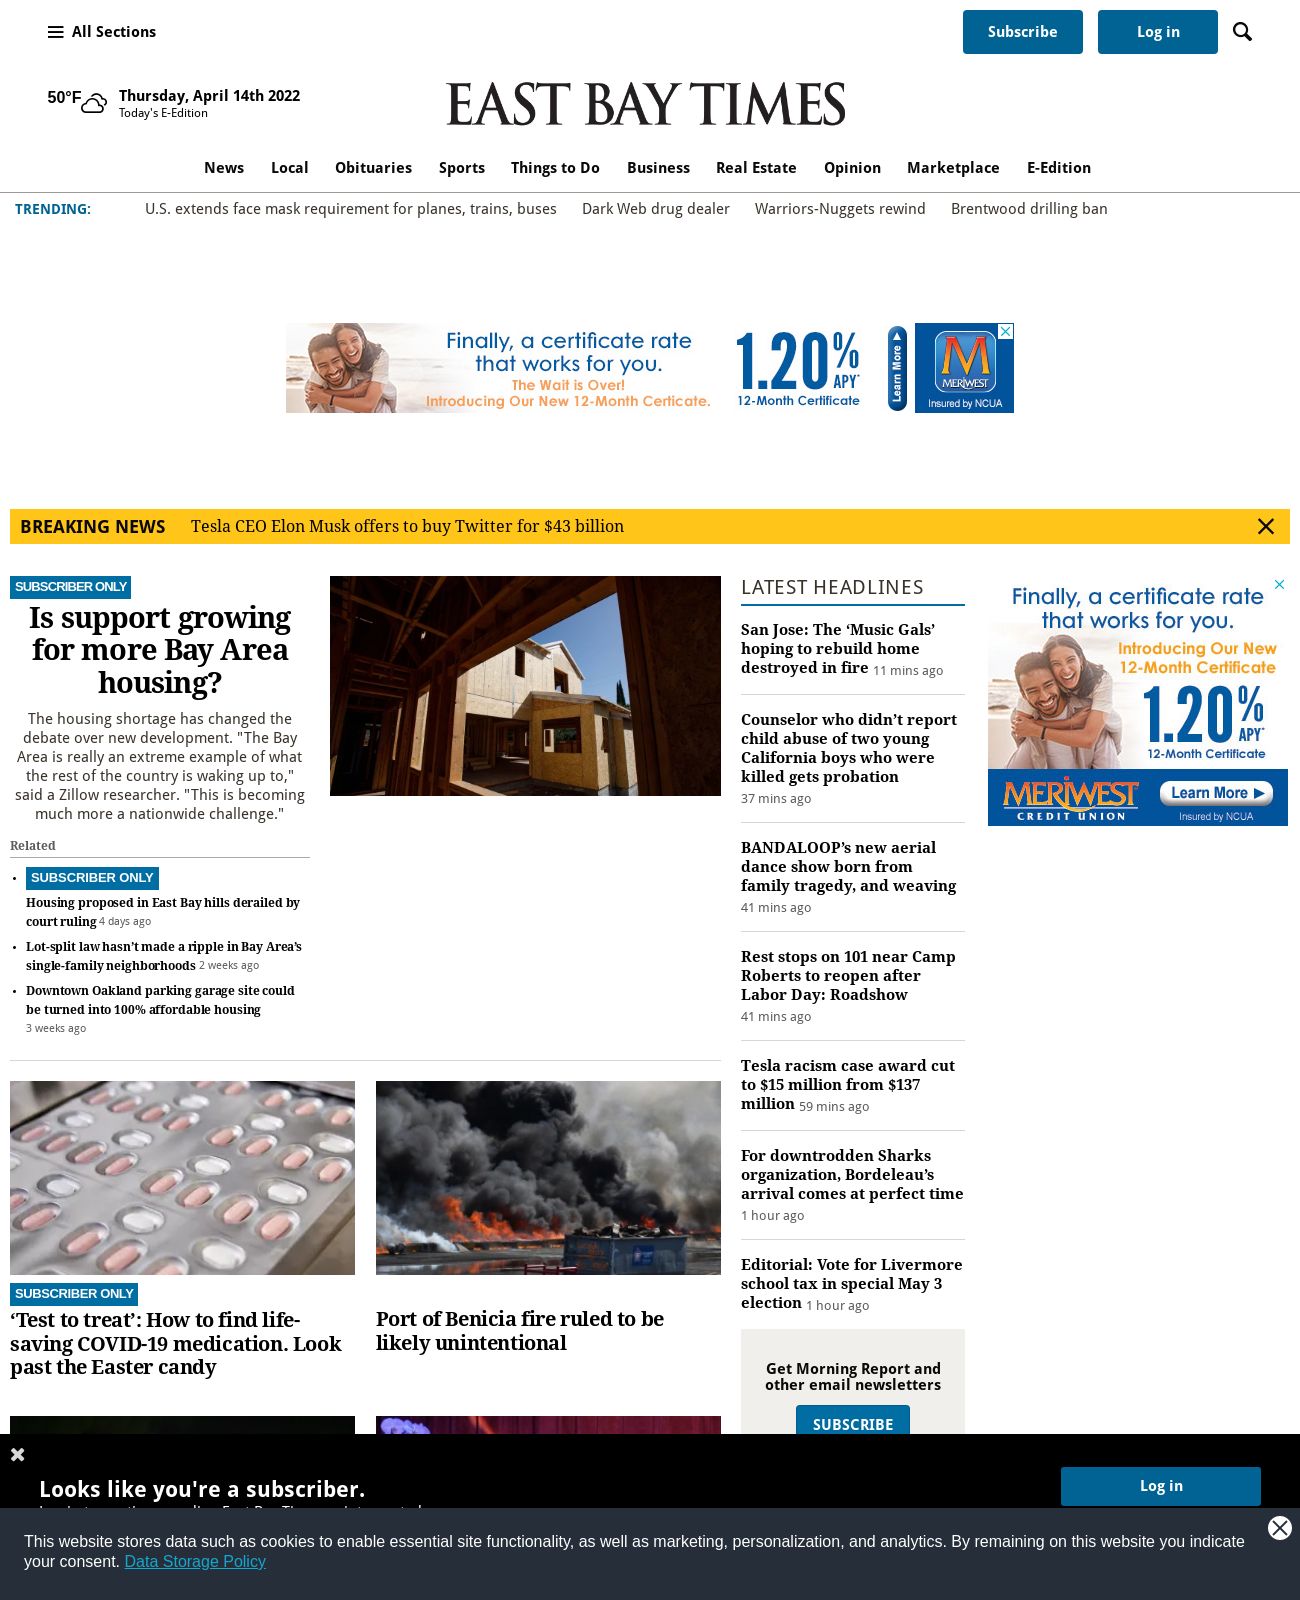 All Sections
Subscribe
Log in
50°F
Thursday, April 14th 2022
Today's E-Edition
EAST BAY TIMES
News Local Obituaries Sports Things to Do Business Real Estate Opinion Marketplace E-Edition
TRENDING: U.S. extends face mask requirement for planes, trains, buses Dark Web drug dealer Warriors-Nuggets rewind Brentwood drilling ban
Finally, a certificate rate
that works for you.
The Wait is Over!
Introducing Our New 12-Month Certicate.
1.20% APY*
12-Month Certificate
Learn More
M
MERIWEST
Insured by NCUA
BREAKING NEWS Tesla CEO Elon Musk offers to buy Twitter for $43 billion
SUBSCRIBER ONLY
Is support growing
for more Bay Area
housing?
The housing shortage has changed the
debate over new development. "The Bay
Area is really an extreme example of what
the rest of the country is waking up to,"
said a Zillow researcher. "This is becoming
much more a nationwide challenge."
Related
SUBSCRIBER ONLY
Housing proposed in East Bay hills derailed by
court ruling 4 days ago
Lot-split law hasn’t made a ripple in Bay Area’s
single-family neighborhoods 2 weeks ago
Downtown Oakland parking garage site could
be turned into 100% affordable housing
3 weeks ago
SUBSCRIBER ONLY
‘Test to treat’: How to find life-
saving COVID-19 medication. Look
past the Easter candy
Port of Benicia fire ruled to be
likely unintentional
LATEST HEADLINES
San Jose: The ‘Music Gals’
hoping to rebuild home
destroyed in fire 11 mins ago
Counselor who didn’t report
child abuse of two young
California boys who were
killed gets probation
37 mins ago
BANDALOOP’s new aerial
dance show born from
family tragedy, and weaving
41 mins ago
Rest stops on 101 near Camp
Roberts to reopen after
Labor Day: Roadshow
41 mins ago
Tesla racism case award cut
to $15 million from $137
million 59 mins ago
For downtrodden Sharks
organization, Bordeleau’s
arrival comes at perfect time
1 hour ago
Editorial: Vote for Livermore
school tax in special May 3
election 1 hour ago
Get Morning Report and
other email newsletters
SUBSCRIBE
Finally, a certificate rate
that works for you.
Introducing Our New
12-Month Certificate
1.20% APY*
12-Month Certificate
MERIWEST
CREDIT UNION
Learn More
Insured by NCUA
Looks like you're a subscriber.
Log in
This website stores data such as cookies to enable essential site functionality, as well as marketing, personalization, and analytics. By remaining on this website you indicate
your consent. Data Storage Policy